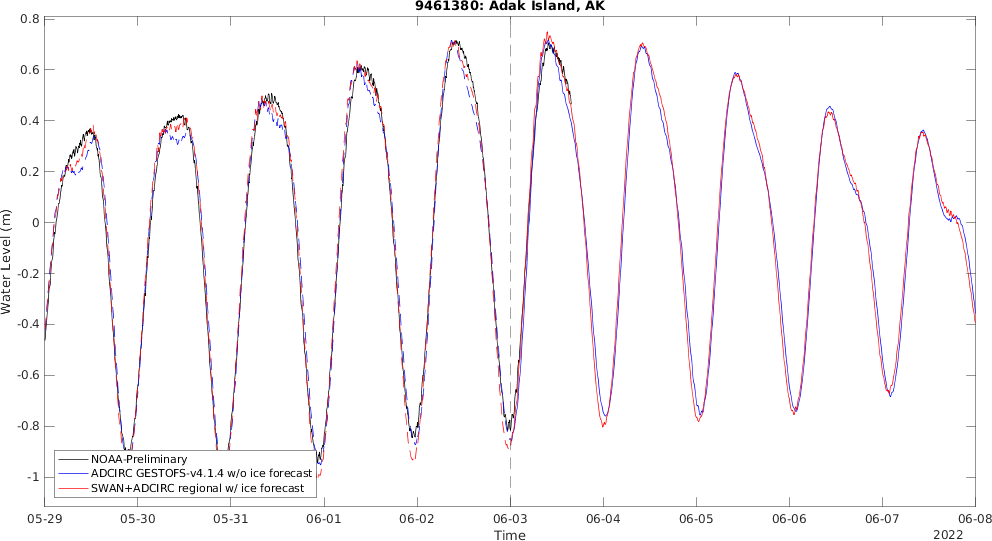 9461380: Adak Island, AK
0.8
0.6
0.4
0.2
0
-0.2
-0.4
-0.6
-0.8
-1
Water Level (m)
NOAA-Preliminary
ADCIRC GESTOFS-v4.1.4 w/o ice forecast
SWAN+ADCIRC regional w/ ice forecast
05-29 05-30 05-31 06-01 06-02 06-03 06-04 06-05 06-06 06-07 06-08
Time
2022